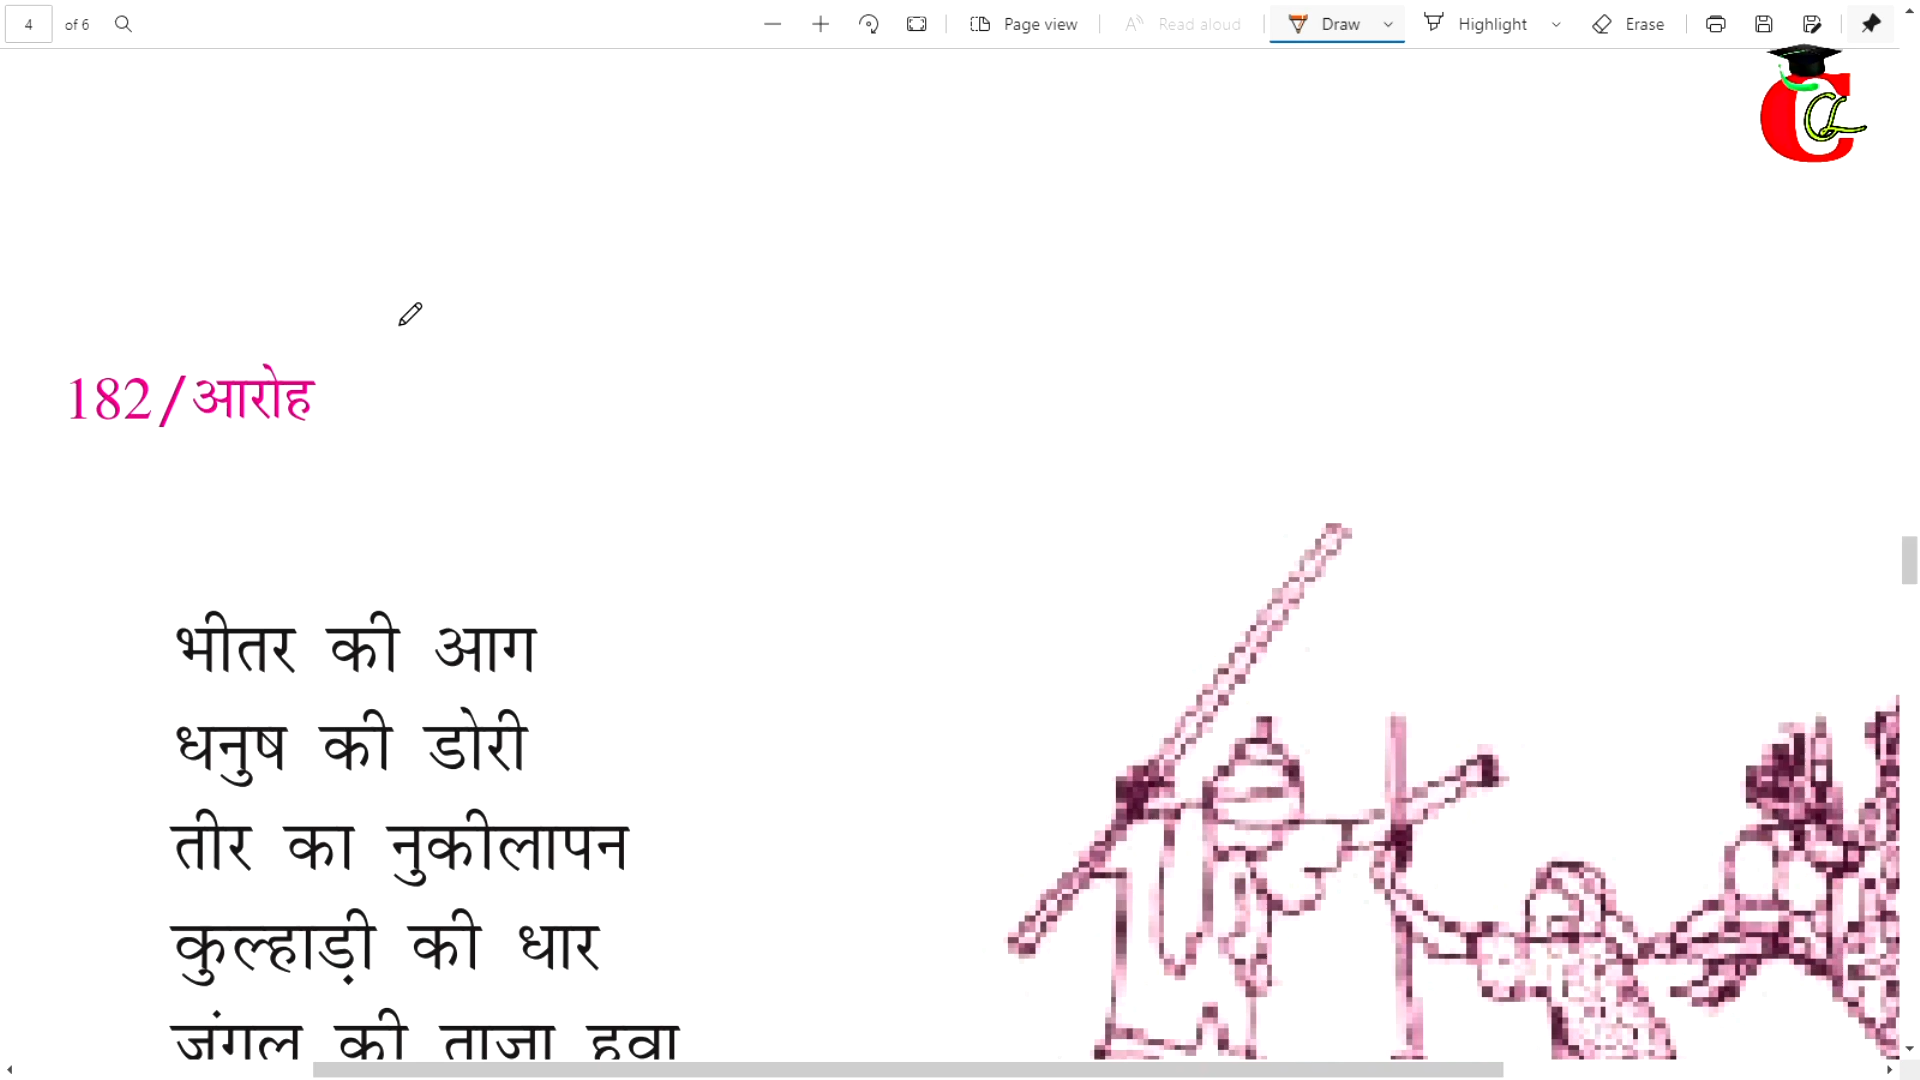 4 of 6 Page view Read aloud Draw Highlight Erase
182/आरोह
भीतर की आग
धनुष की डोरी
तीर का नुकीलापन
कुल्हाड़ी की धार
जंगल की ताज़ा हवा